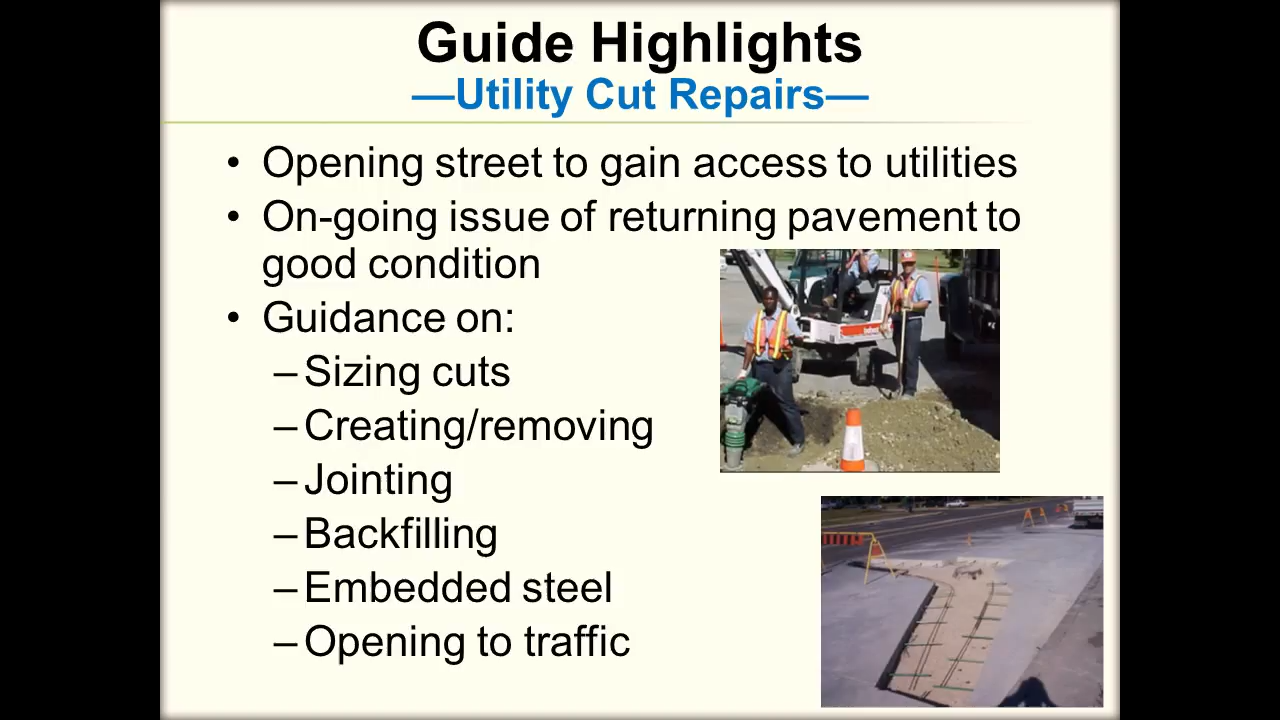 Guide Highlights
—Utility Cut Repairs—
• Opening street to gain access to utilities
• On-going issue of returning pavement to
good condition
• Guidance on:
–Sizing cuts
–Creating/removing
–Jointing
–Backfilling
–Embedded steel
–Opening to traffic